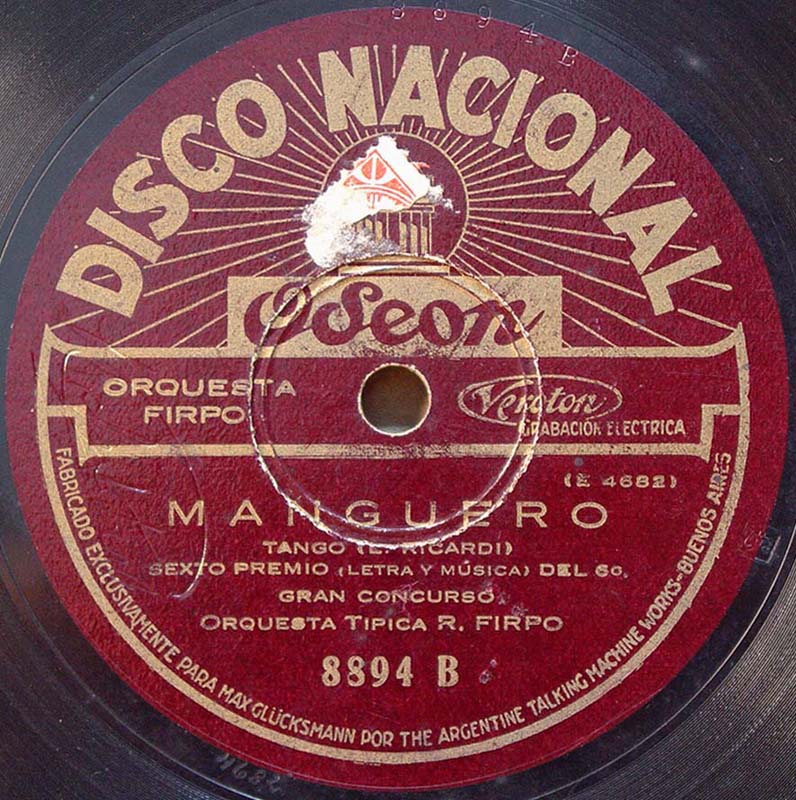 8894 B
DISCO NACIONAL
Odeon
ORQUESTA
FIRPO
Veroton
GRABACIÓN ELECTRICA
(E 4682)
MANGUERO
TANGO (E. RICARDI)
SEXTO PREMIO (LETRA Y MÚSICA) DEL 6o.
GRAN CONCURSO.
ORQUESTA TIPICA R. FIRPO
8894 B
FABRICADO EXCLUSIVAMENTE PARA MAX GLÜCKSMANN POR THE ARGENTINE TALKING MACHINE WORKS-BUENOS AIRES